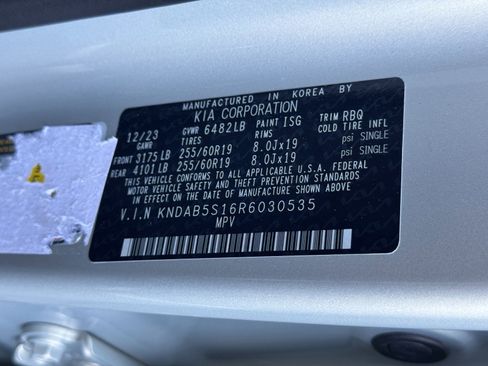 MANUFACTURED IN KOREA BY
KIA CORPORATION
12/23 GVWR 6482LB PAINT ISG TRIM RBQ
GAWR TIRES RIMS COLD TIRE INFL
FRONT 3175LB 255/60R19 8.0Jx19 psi SINGLE
REAR 4101LB 255/60R19 8.0Jx19 psi SINGLE
THIS VEHICLE CONFORMS TO ALL APPLICABLE U.S.A. FEDERAL
MOTOR VEHICLE SAFETY, BUMPER, AND THEFT PREVENTION
STANDARDS IN EFFECT ON THE DATE OF MANUFACTURE SHOWN ABOVE.
V.I.N KNDAB5S16R6030535
MPV